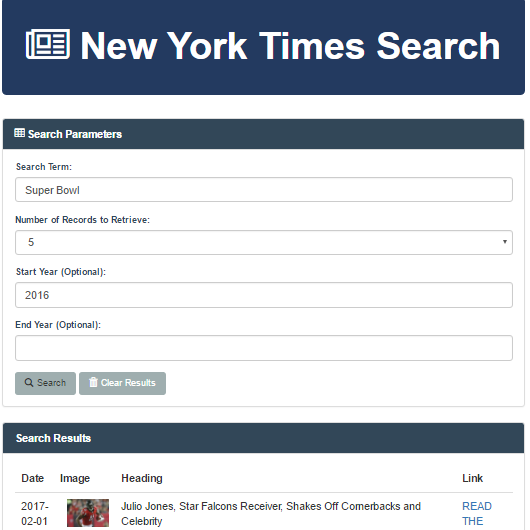 New York Times Search
Search Parameters
Search Term:
Super Bowl
Number of Records to Retrieve:
5
Start Year (Optional):
2016
End Year (Optional):
Search Clear Results
Search Results
Date Image Heading Link
2017- Julio Jones, Star Falcons Receiver, Shakes Off Cornerbacks and READ
02-01 Celebrity THE